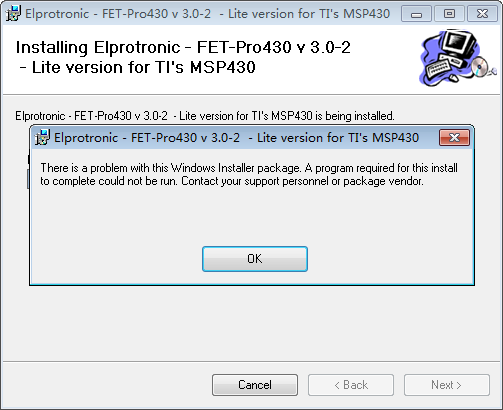 Elprotronic - FET-Pro430 v 3.0-2  - Lite version for TI's MSP430
Installing Elprotronic - FET-Pro430 v 3.0-2
- Lite version for TI's MSP430
Elprotronic - FET-Pro430 v 3.0-2  - Lite version for TI's MSP430 is being installed.
Elprotronic - FET-Pro430 v 3.0-2  - Lite version for TI's MSP430
There is a problem with this Windows Installer package. A program required for this install
to complete could not be run. Contact your support personnel or package vendor.
OK
Cancel
< Back
Next >